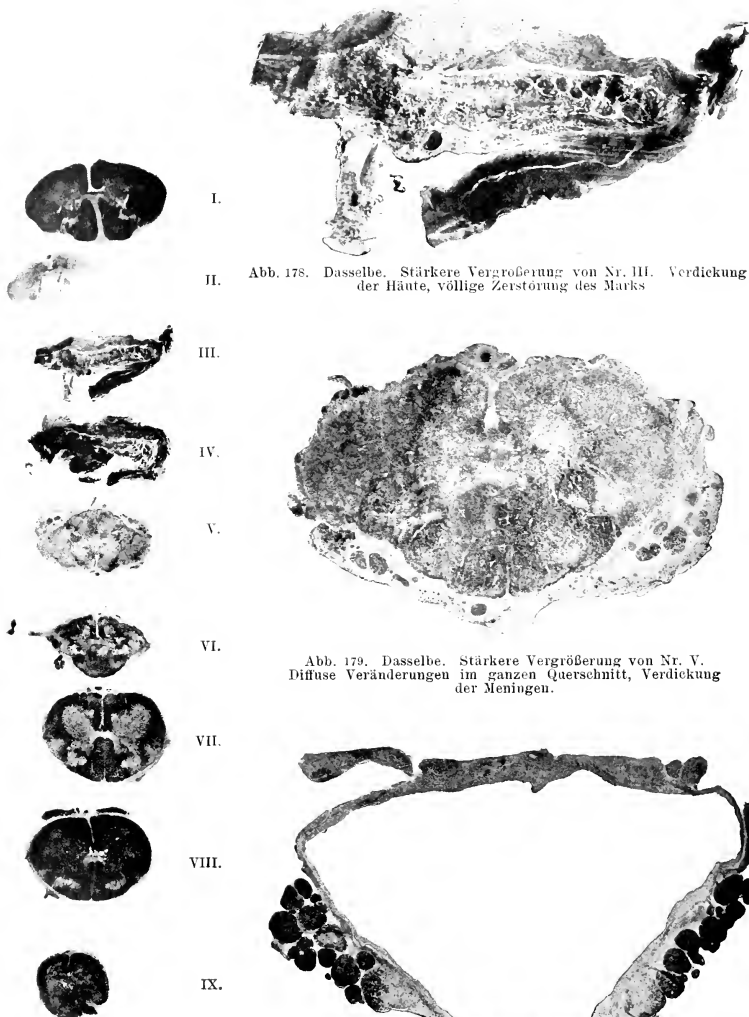 I.
II.
III.
IV.
V.
VI.
VII.
VIII.
IX.
Abb. 178. Dasselbe. Stärkere Vergrößerung von Nr. III. Verdickung
der Häute, völlige Zerstörung des Marks
Abb. 179. Dasselbe. Stärkere Vergrößerung von Nr. V.
Diffuse Veränderungen im ganzen Querschnitt, Verdickung
der Meningen.